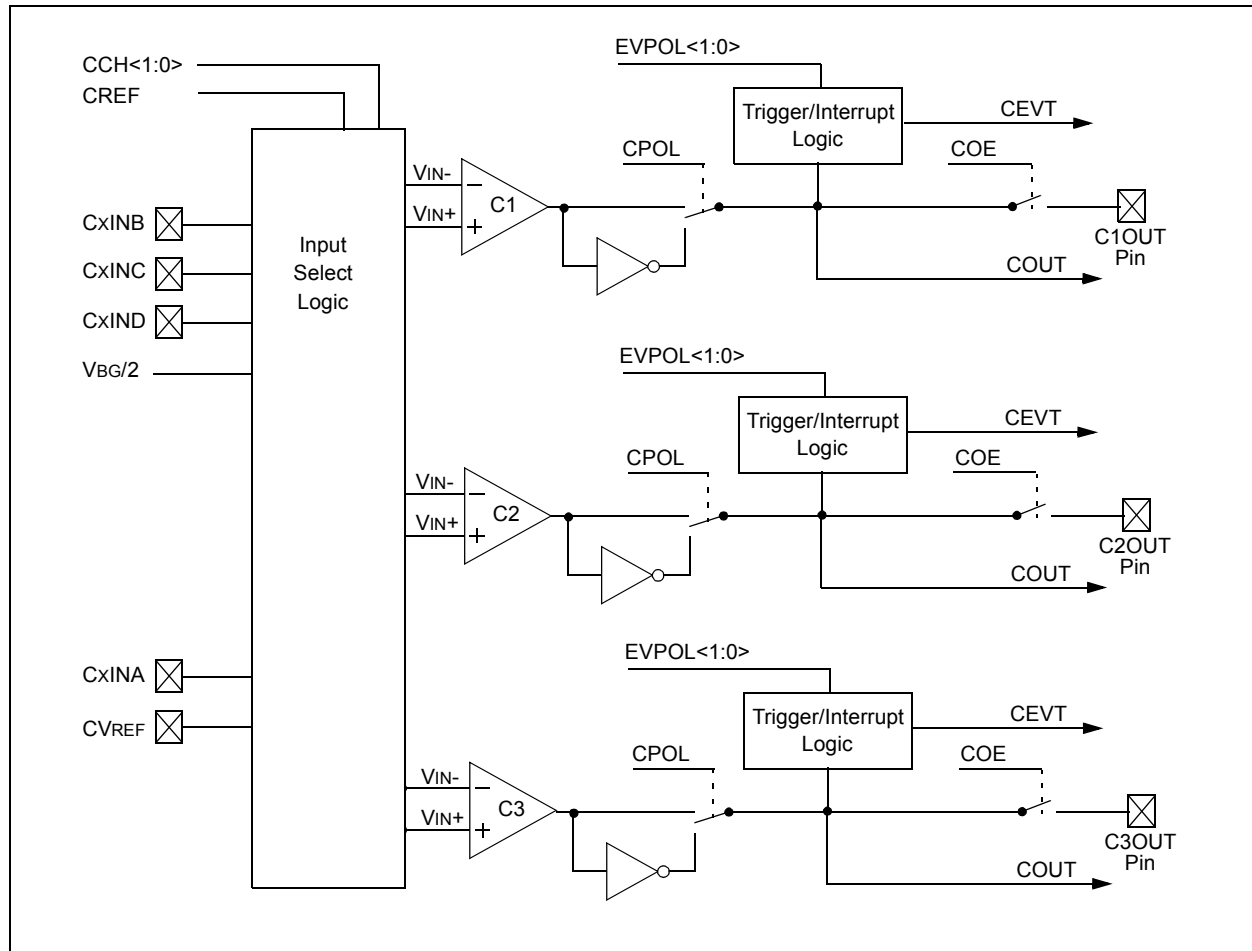 CCH<1:0>
CREF
CXINB
CXINC
CXIND
VBG/2
CXINA
CVREF
Input
Select
Logic
EVPOL<1:0>
Trigger/Interrupt
Logic
CEVT
CPOL
COE
VIN-
VIN+
C1
C1OUT
Pin
COUT
EVPOL<1:0>
Trigger/Interrupt
Logic
CEVT
CPOL
COE
VIN-
VIN+
C2
C2OUT
Pin
COUT
EVPOL<1:0>
Trigger/Interrupt
Logic
CEVT
CPOL
COE
VIN-
VIN+
C3
C3OUT
Pin
COUT